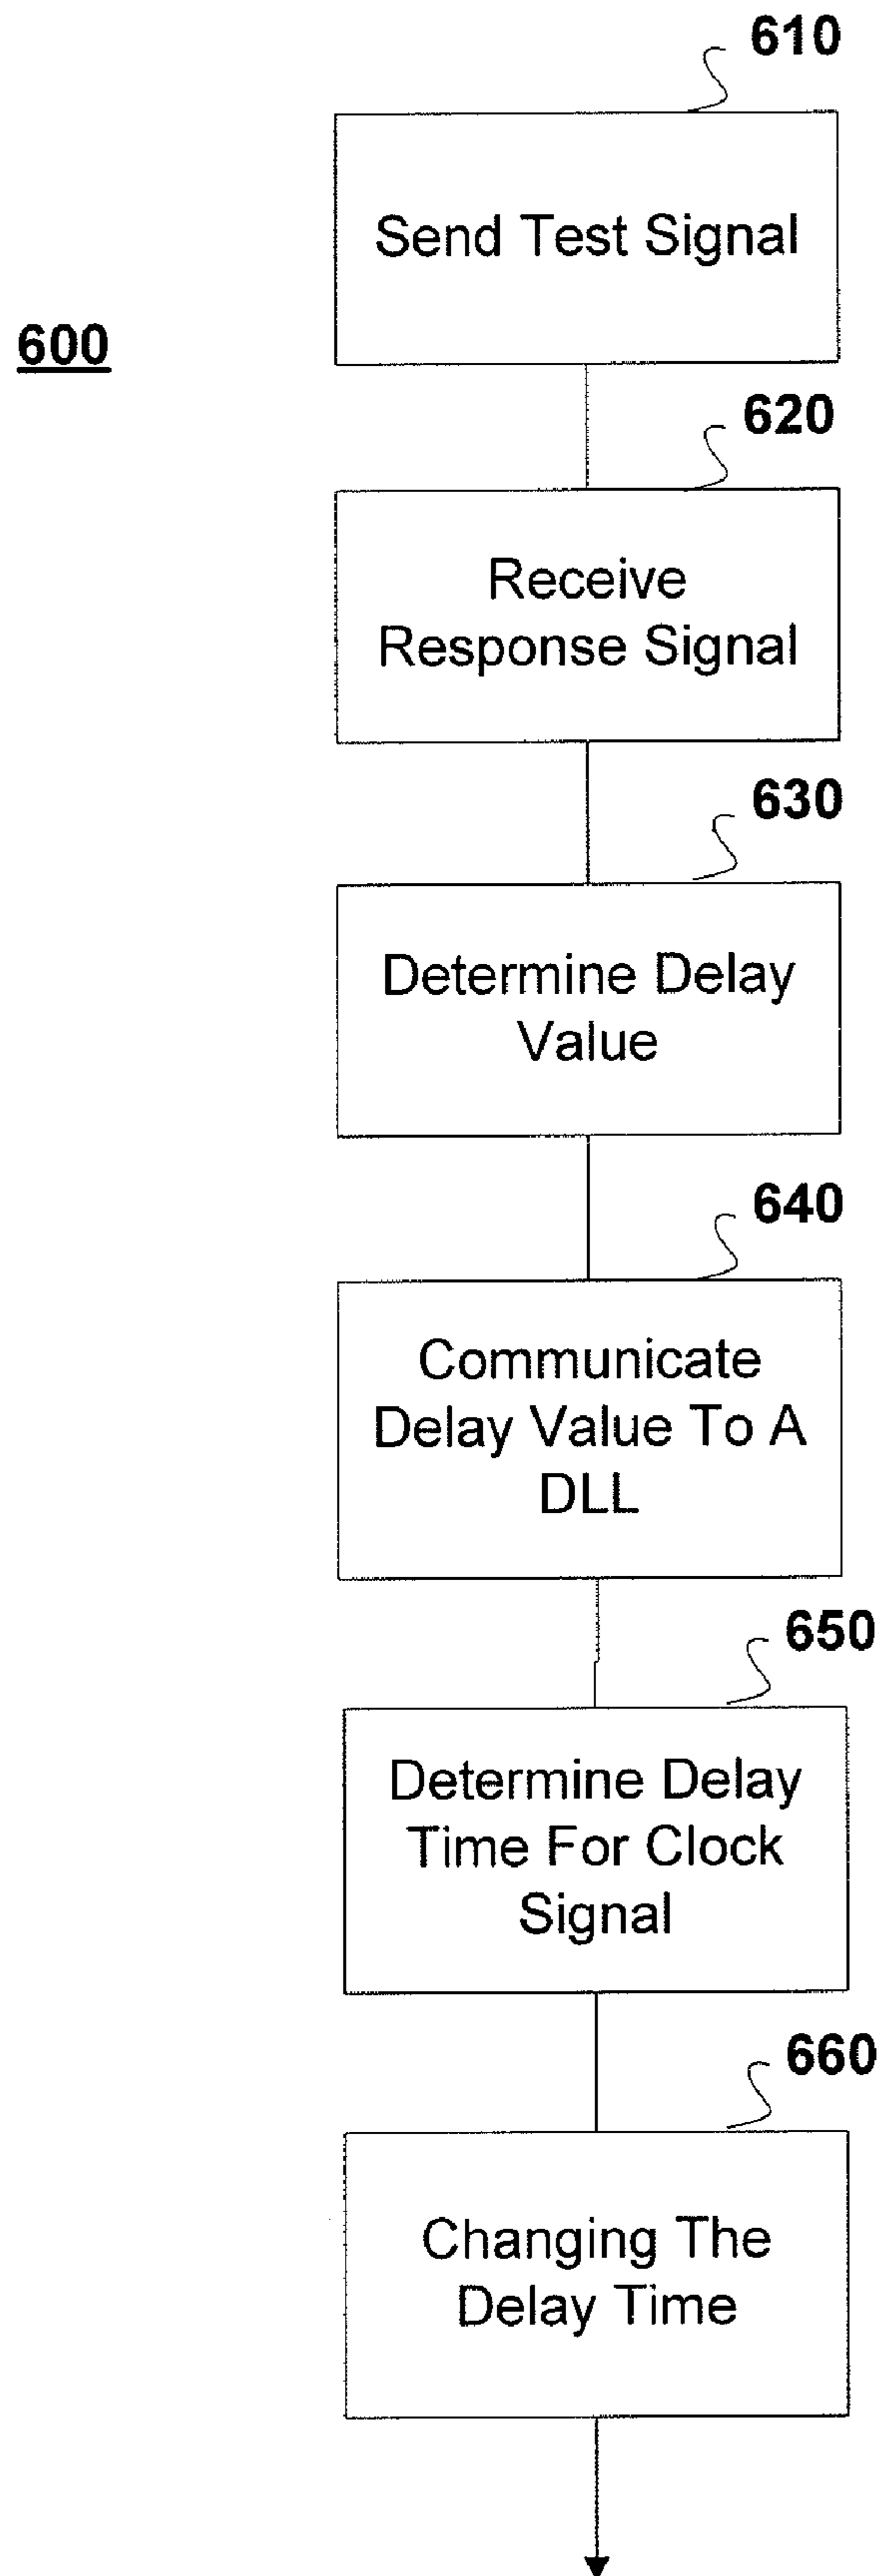 610
Send Test Signal
600
620
Receive
Response Signal
630
Determine Delay
Value
640
Communicate
Delay Value To A
DLL
650
Determine Delay
Time For Clock
Signal
660
Changing The
Delay Time